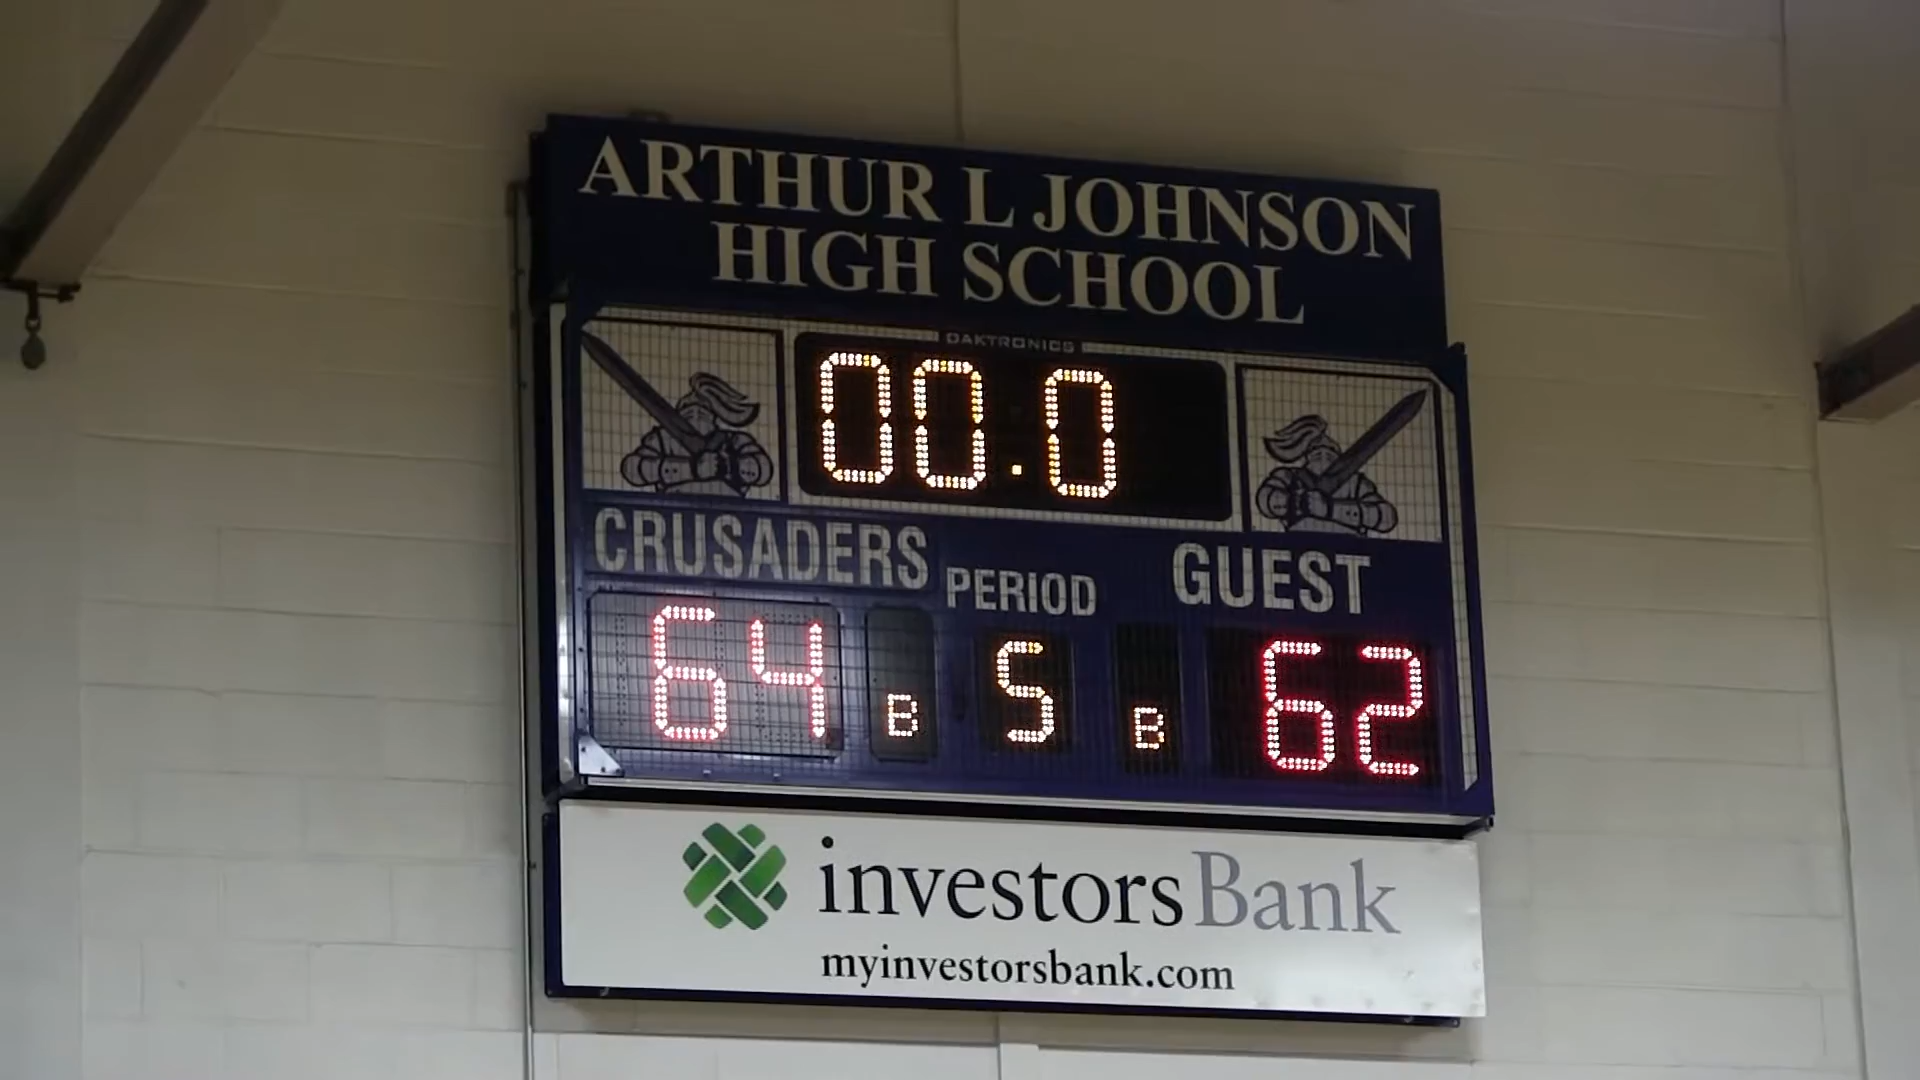 ARTHUR L JOHNSON
HIGH SCHOOL
DAKTRONICS
00.0
CRUSADERS PERIOD GUEST
64 B 5 B 62
investorsBank
myinvestorsbank.com